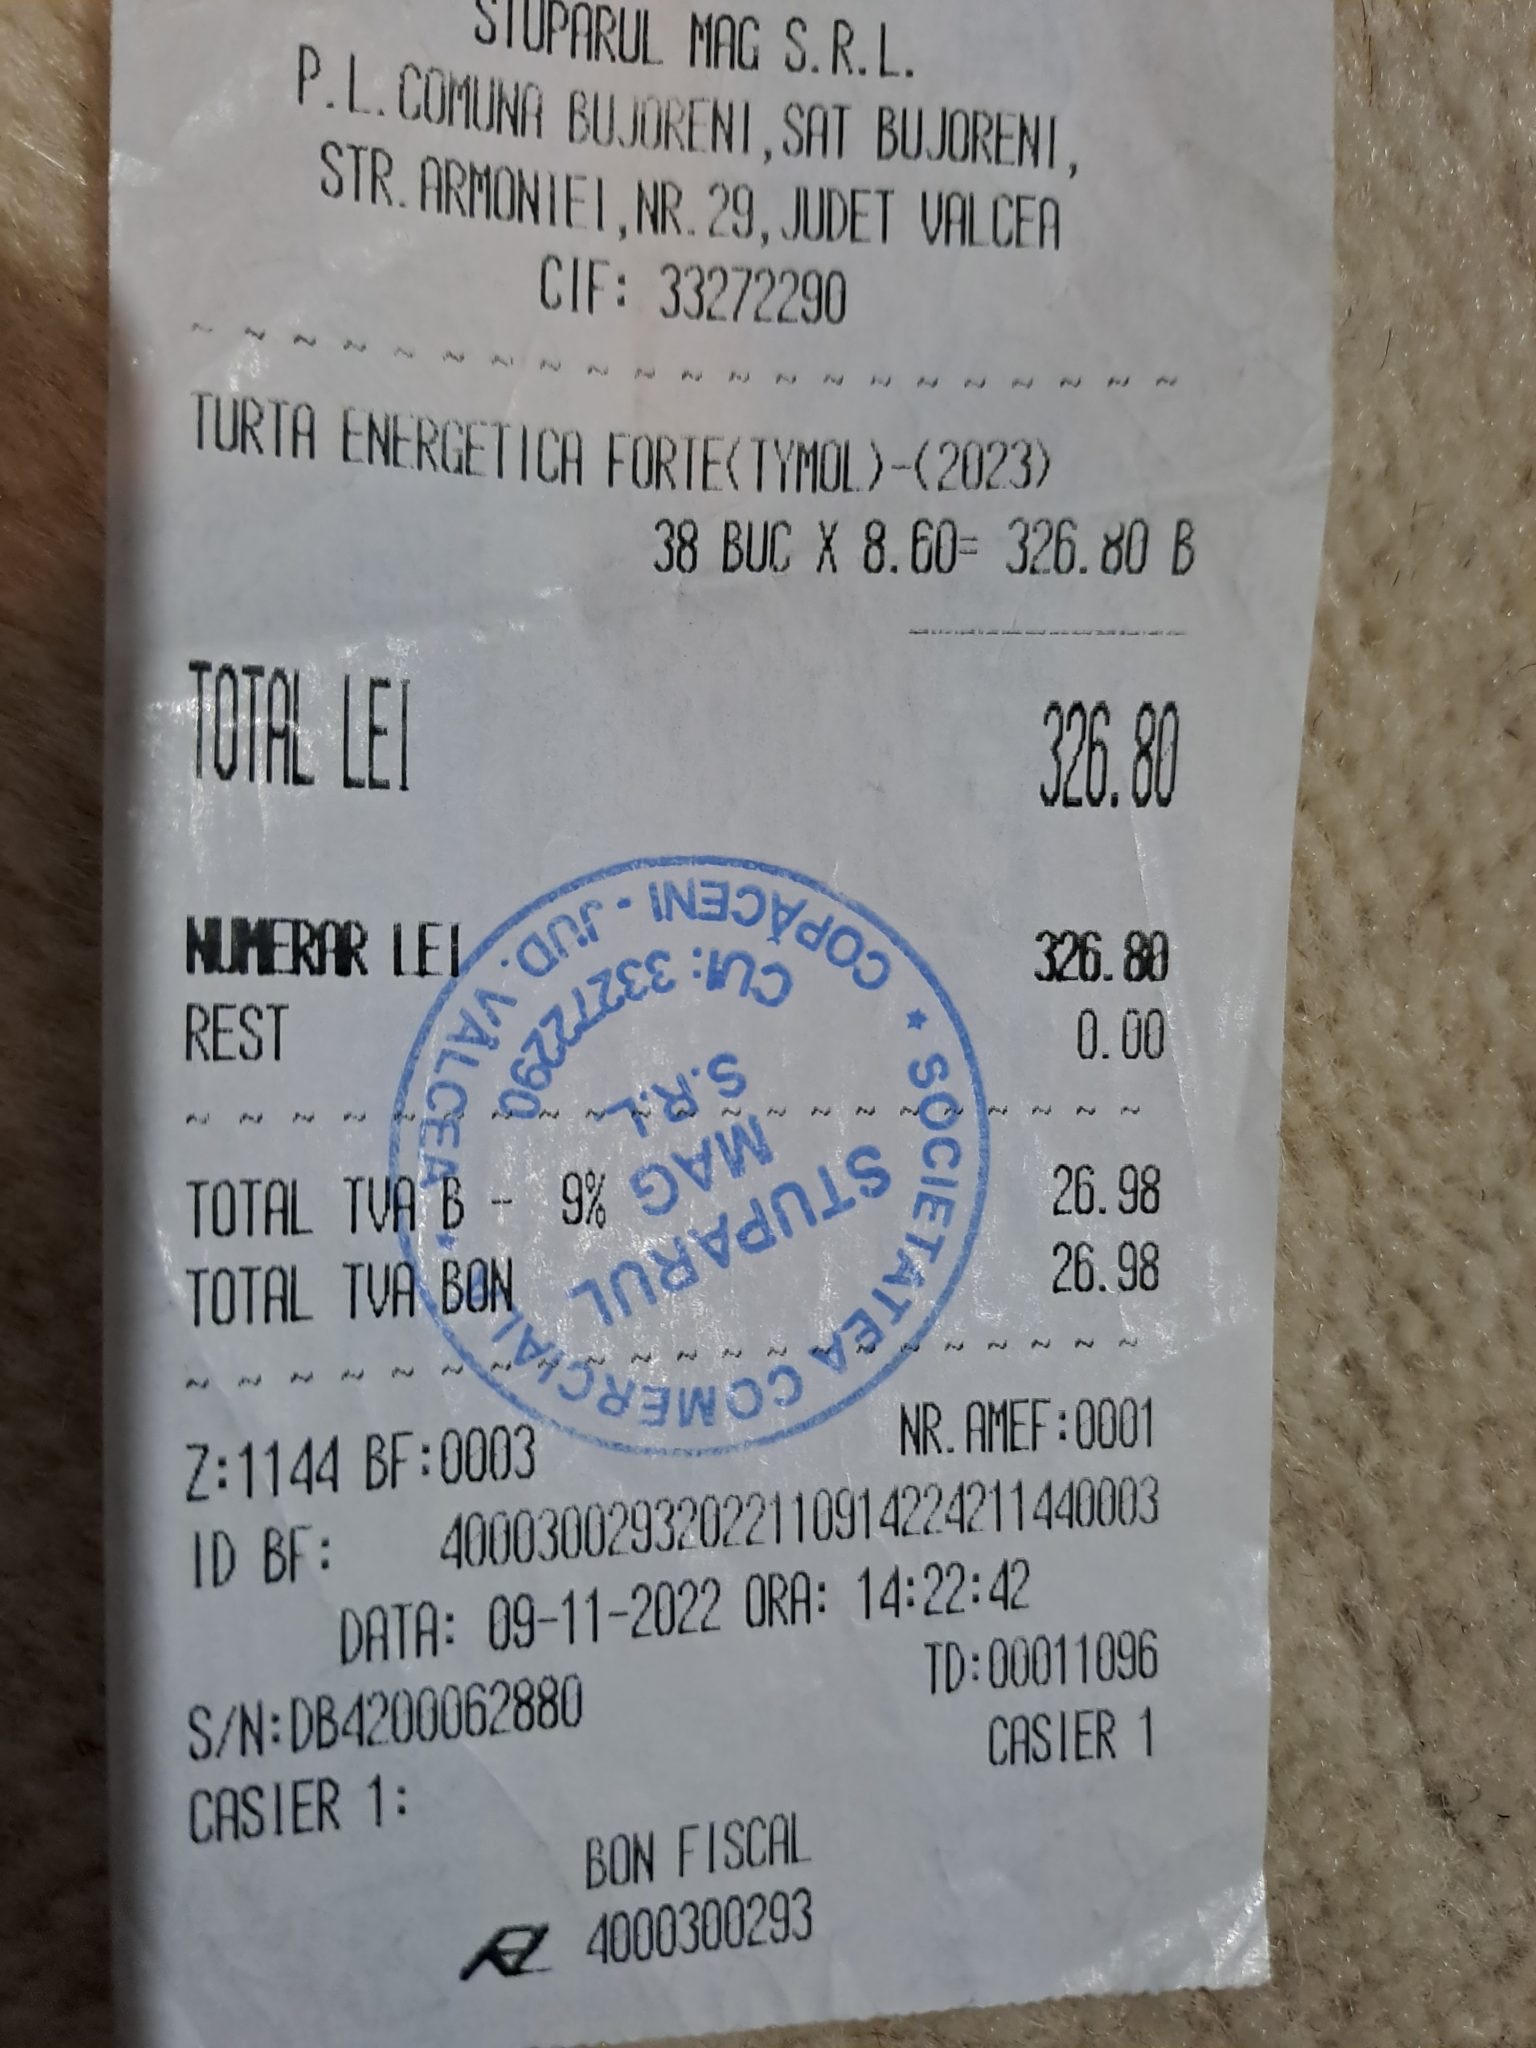 STUPARUL MAG S.R.L.
P.L.COMUNA BUJORENI,SAT BUJORENI,
STR.ARMONIEI,NR.29,JUDET VALCEA
CIF: 33272290
~ ~ ~ ~ ~ ~ ~ ~ ~ ~ ~ ~ ~ ~ ~ ~ ~ ~ ~ ~ ~
TURTA ENERGETICA FORTE(TYMOL)-(2023)
38 BUC X 8.60= 326.80 B
TOTAL LEI 326.80
NUMERAR LEI 326.80
REST 0.00
~ ~ ~ ~ ~ ~ ~ ~ ~ ~ ~ ~ ~ ~ ~ ~ ~ ~ ~
TOTAL TVA B - 9% 26.98
TOTAL TVA BON 26.98
~ ~ ~ ~ ~ ~ ~ ~ ~ ~ ~ ~ ~ ~ ~ ~ ~ ~ ~
Z:1144 BF:0003 NR.AMEF:0001
ID BF: 40003002932022110914224211440003
DATA: 09-11-2022 ORA: 14:22:42
S/N:DB4200062880 TD:00011096
CASIER 1: CASIER 1
BON FISCAL
4000300293
* SOCIETATEA COMERCIALĂ *
COPĂCENI - JUD. VÂLCEA
CUI: 33272290
STUPARUL
MAG
S.R.L.